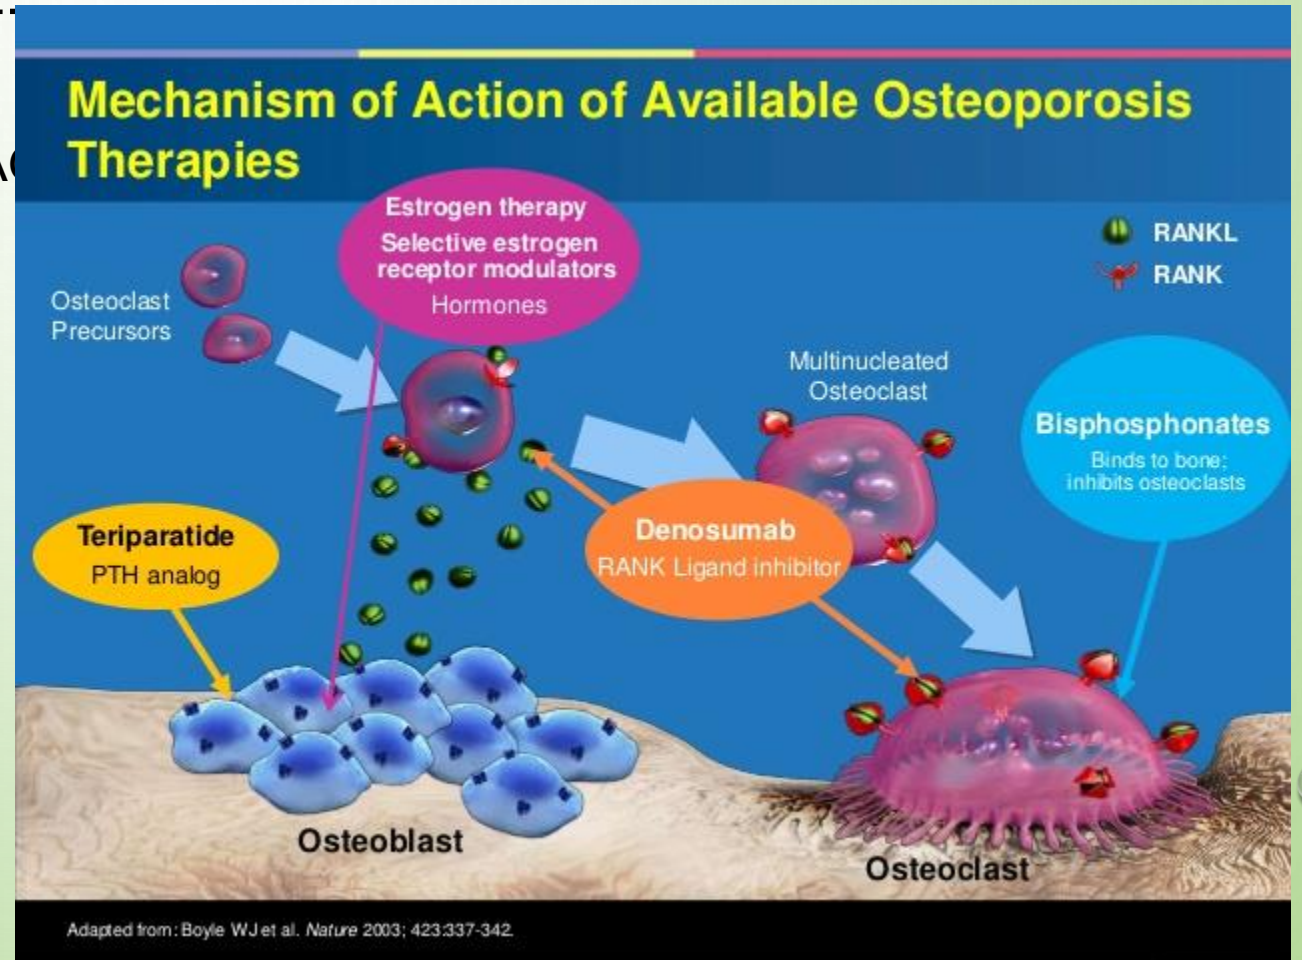 Mechanism of Action of Available Osteoporosis
Therapies
Estrogen therapy
Selective estrogen
receptor modulators
Hormones
RANKL
RANK
Osteoclast
Precursors
Multinucleated
Osteoclast
Bisphosphonates
Binds to bone;
inhibits osteoclasts
Teriparatide
PTH analog
Denosumab
RANK Ligand inhibitor
Osteoblast
Osteoclast
Adapted from: Boyle WJ et al. Nature 2003; 423:337-342.